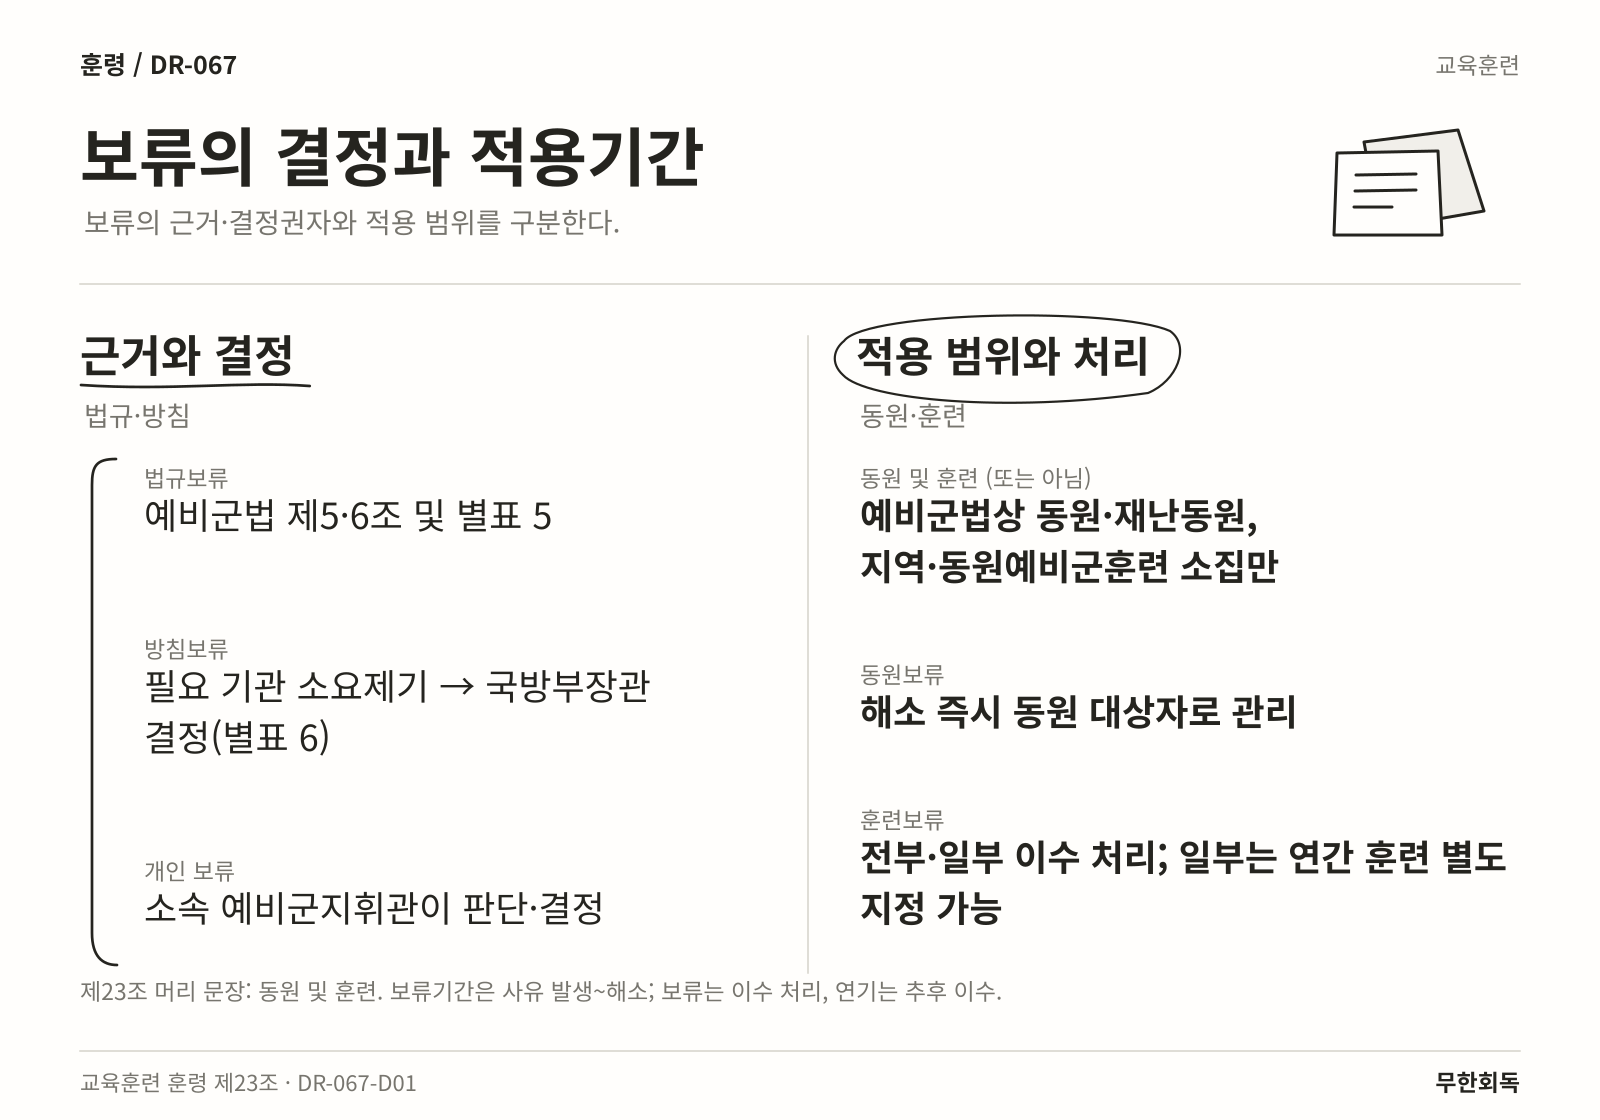 훈령 / DR-067
교육훈련
보류의 결정과 적용기간
보류의 근거·결정권자와 적용 범위를 구분한다.
근거와 결정
법규·방침
법규보류
예비군법 제5·6조 및 별표 5
방침보류
필요 기관 소요제기 → 국방부장관
결정(별표 6)
개인 보류
소속 예비군지휘관이 판단·결정
적용 범위와 처리
동원·훈련
동원 및 훈련 (또는 아님)
예비군법상 동원·재난동원,
지역·동원예비군훈련 소집만
동원보류
해소 즉시 동원 대상자로 관리
훈련보류
전부·일부 이수 처리; 일부는 연간 훈련 별도
지정 가능
제23조 머리 문장: 동원 및 훈련. 보류기간은 사유 발생~해소; 보류는 이수 처리, 연기는 추후 이수.
교육훈련 훈령 제23조 · DR-067-D01
무한회독